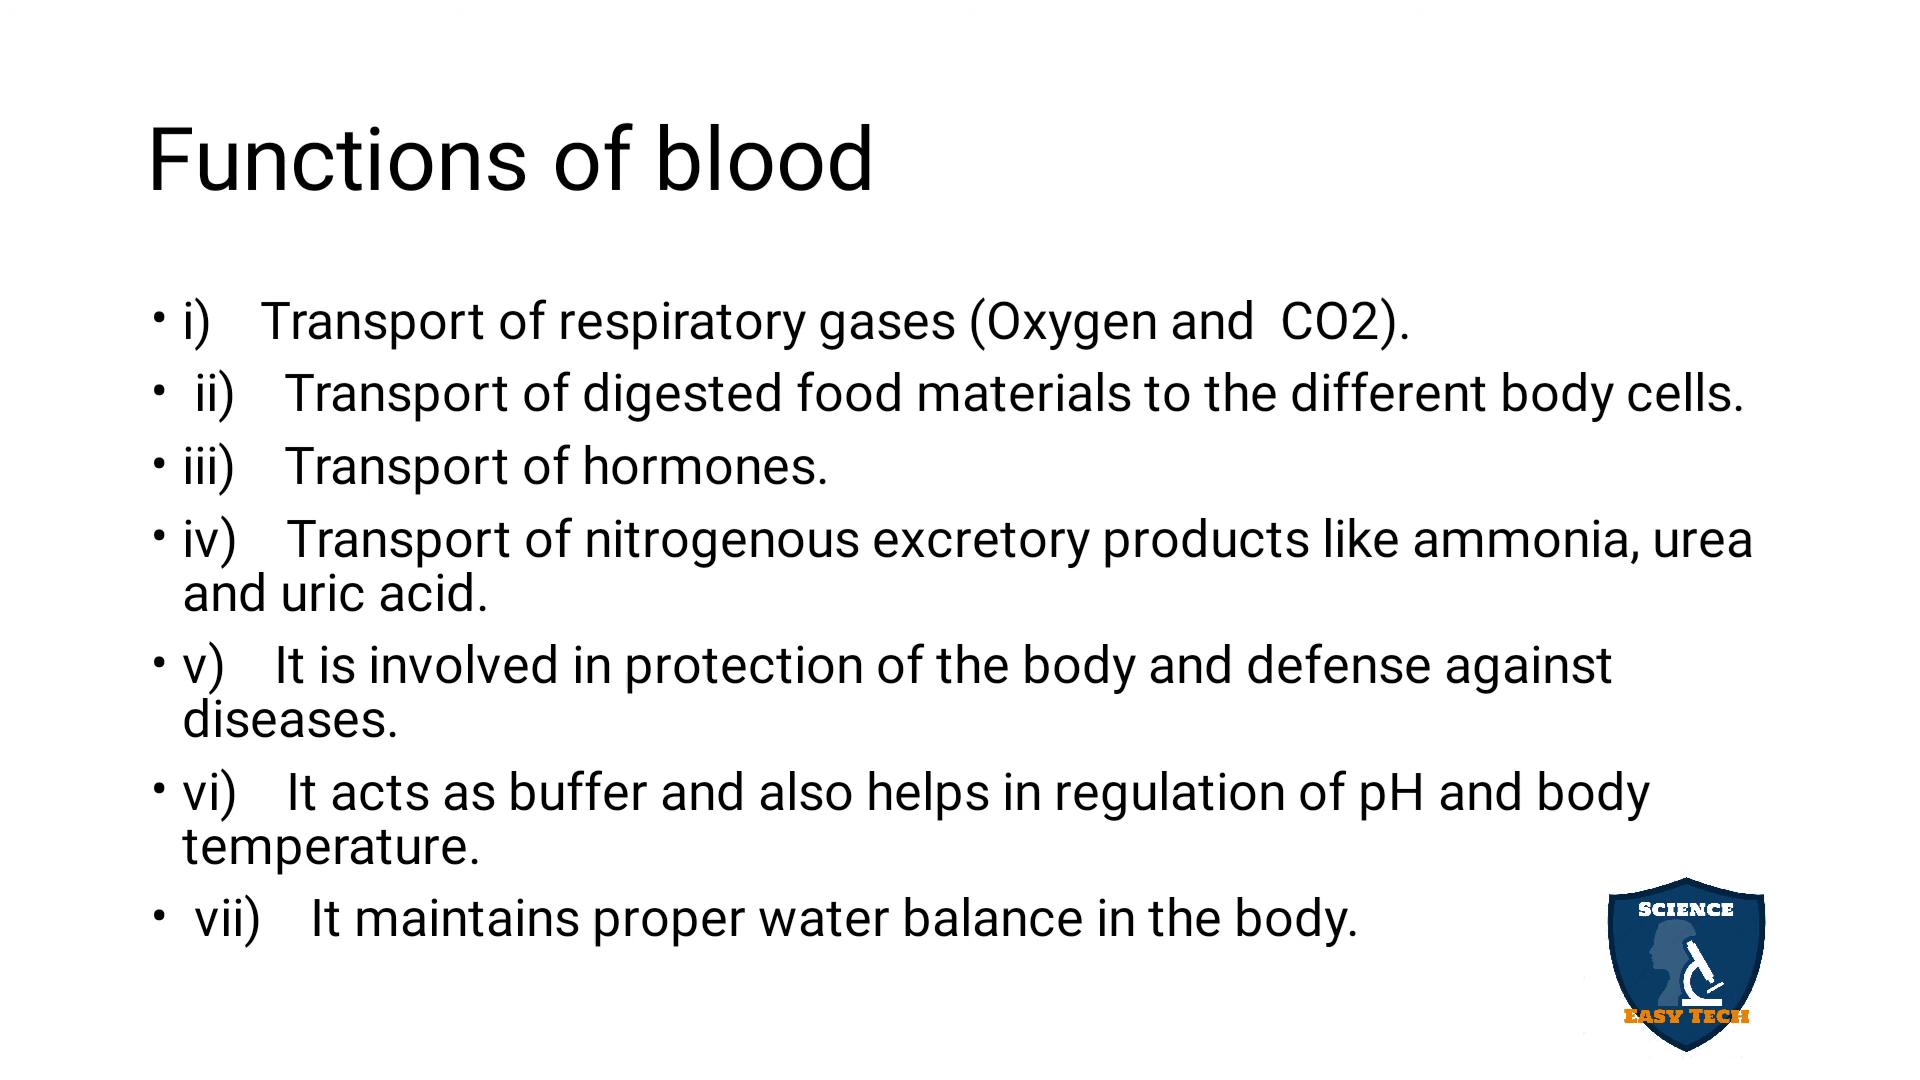 Functions of blood
• i) Transport of respiratory gases (Oxygen and CO2).
• ii) Transport of digested food materials to the different body cells.
• iii) Transport of hormones.
• iv) Transport of nitrogenous excretory products like ammonia, urea
and uric acid.
• v) It is involved in protection of the body and defense against
diseases.
• vi) It acts as buffer and also helps in regulation of pH and body
temperature.
• vii) It maintains proper water balance in the body.
SCIENCE
EASY TECH